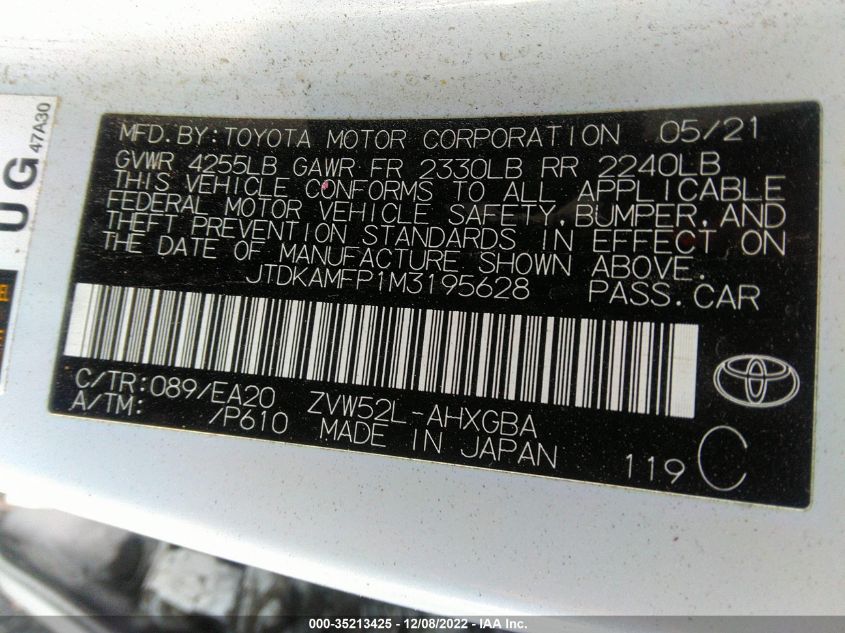 47A30
UG
MFD.BY:TOYOTA MOTOR CORPORATION 05/21
GVWR 4255LB GAWR FR 2330LB RR 2240LB
THIS VEHICLE CONFORMS TO ALL APPLICABLE
FEDERAL MOTOR VEHICLE SAFETY,BUMPER,AND
THEFT PREVENTION STANDARDS IN EFFECT ON
THE DATE OF MANUFACTURE SHOWN ABOVE.
JTDKAMFP1M3195628 PASS.CAR
C/TR:089/EA20 ZVW52L-AHXGBA
A/TM: /P610 MADE IN JAPAN
119 C
000-35213425 - 12/08/2022 - IAA Inc.